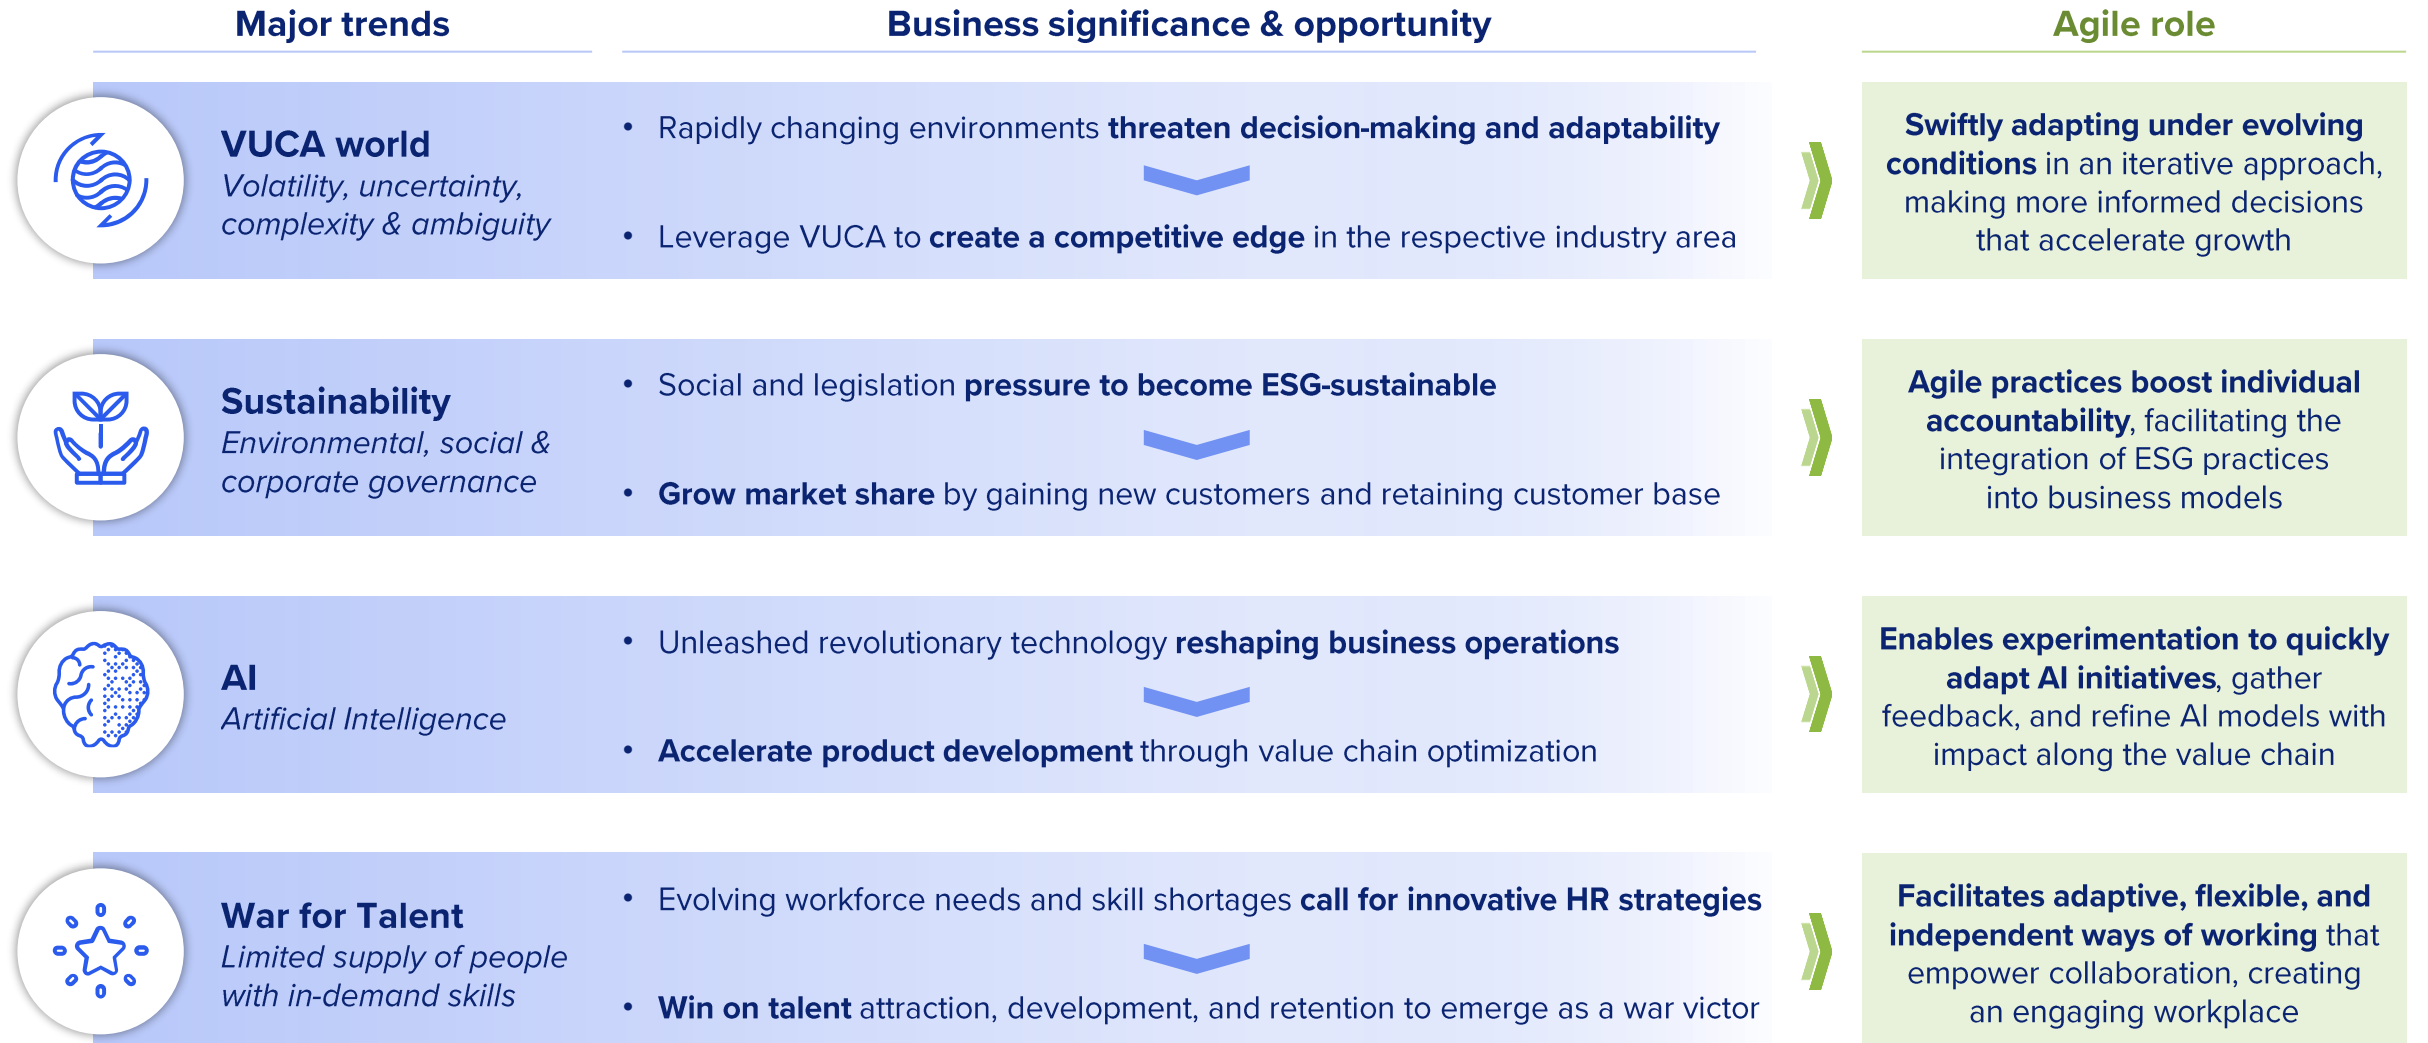 Major trends
Business significance & opportunity
Agile role
VUCA world
Volatility, uncertainty,
complexity & ambiguity
• Rapidly changing environments threaten decision-making and adaptability
• Leverage VUCA to create a competitive edge in the respective industry area
Swiftly adapting under evolving
conditions in an iterative approach,
making more informed decisions
that accelerate growth
Sustainability
Environmental, social &
corporate governance
• Social and legislation pressure to become ESG-sustainable
• Grow market share by gaining new customers and retaining customer base
Agile practices boost individual
accountability, facilitating the
integration of ESG practices
into business models
AI
Artificial Intelligence
• Unleashed revolutionary technology reshaping business operations
• Accelerate product development through value chain optimization
Enables experimentation to quickly
adapt AI initiatives, gather
feedback, and refine AI models with
impact along the value chain
War for Talent
Limited supply of people
with in-demand skills
• Evolving workforce needs and skill shortages call for innovative HR strategies
• Win on talent attraction, development, and retention to emerge as a war victor
Facilitates adaptive, flexible, and
independent ways of working that
empower collaboration, creating
an engaging workplace